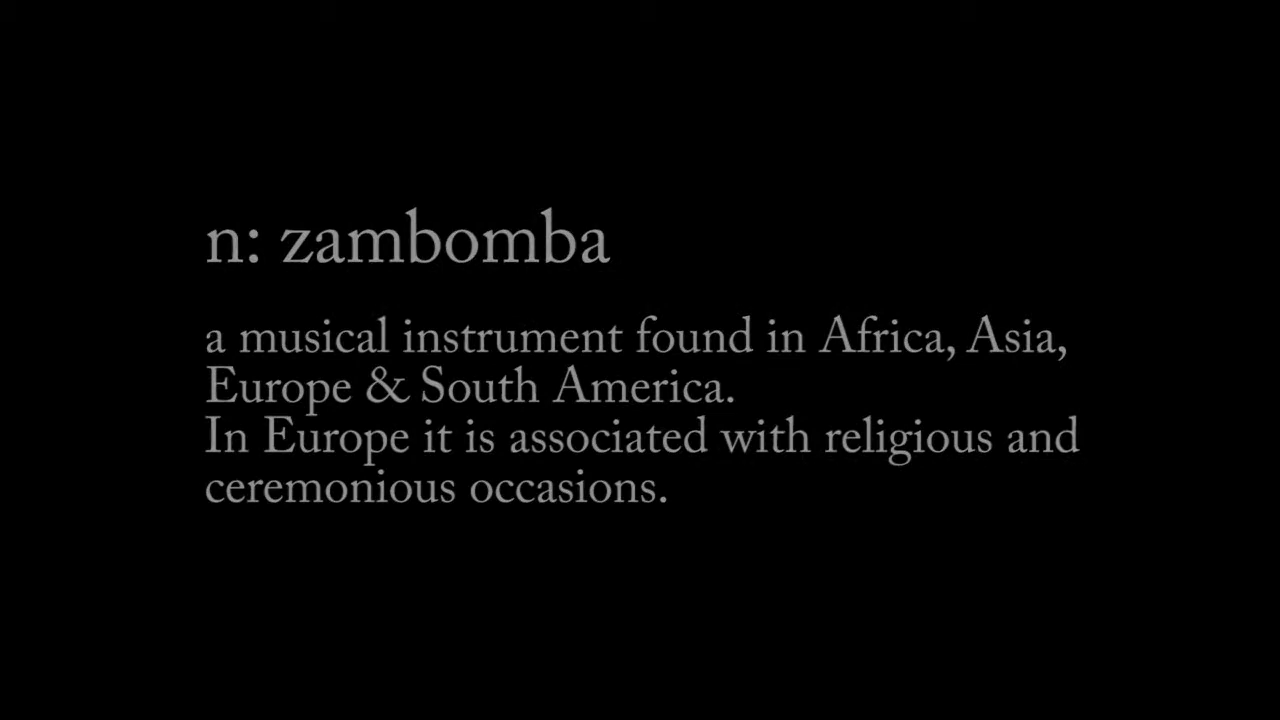 n: zambomba
a musical instrument found in Africa, Asia,
Europe & South America.
In Europe it is associated with religious and
ceremonious occasions.